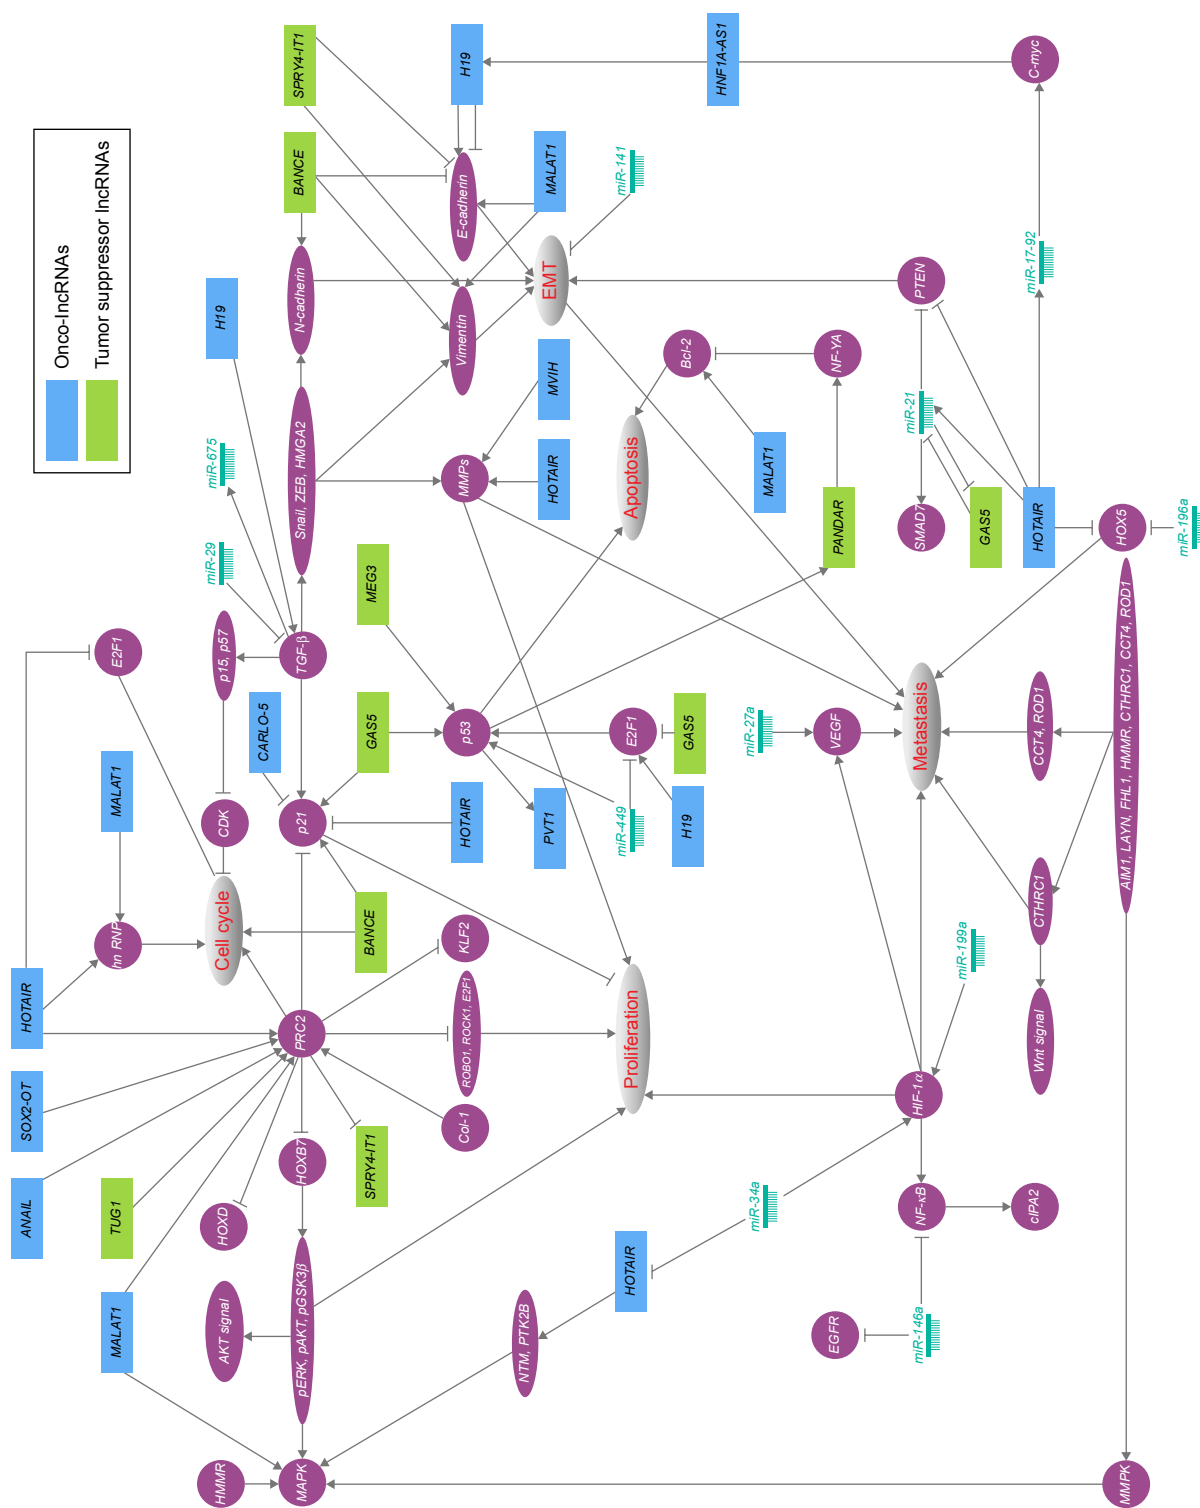 ANAIL
SOX2-OT
HOTAIR
Onco-lncRNAs
Tumor suppressor lncRNAs
MALAT1
TUG1
hn RNP
MALAT1
E2F1
HMMR
AKT signal
HOXD
Cell cycle
CDK
p15, p57
miR-29
miR-675
H19
CARLO-5
MAPK
pERK, pAKT, pGSK3β
HOXB7
PRC2
p21
TGF-β
Snail, ZEB, HMGA2
N-cadherin
BANCE
SPRY4-IT1
SPRY4-IT1
BANCE
GAS5
MEG3
Col-1
ROBO1, ROCK1, E2F1
KLF2
HOTAIR
p53
MMPs
Vimentin
E-cadherin
H19
NTM, PTK2B
PVT1
HOTAIR
MVIH
EMT
MALAT1
HOTAIR
Proliferation
miR-449
E2F1
Apoptosis
miR-141
H19
GAS5
Bcl-2
HNF1A-AS1
miR-34a
miR-27a
MALAT1
EGFR
VEGF
PANDAR
NF-YA
miR-146a
NF-κB
HIF-1α
Metastasis
SMAD7
miR-21
PTEN
miR-199a
GAS5
cIPA2
Wnt signal
CTHRC1
CCT4, ROD1
HOTAIR
miR-17-92
C-myc
MMPK
AIM1, LAYN, FHL1, HMMR, CTHRC1, CCT4, ROD1
HOX5
miR-196a